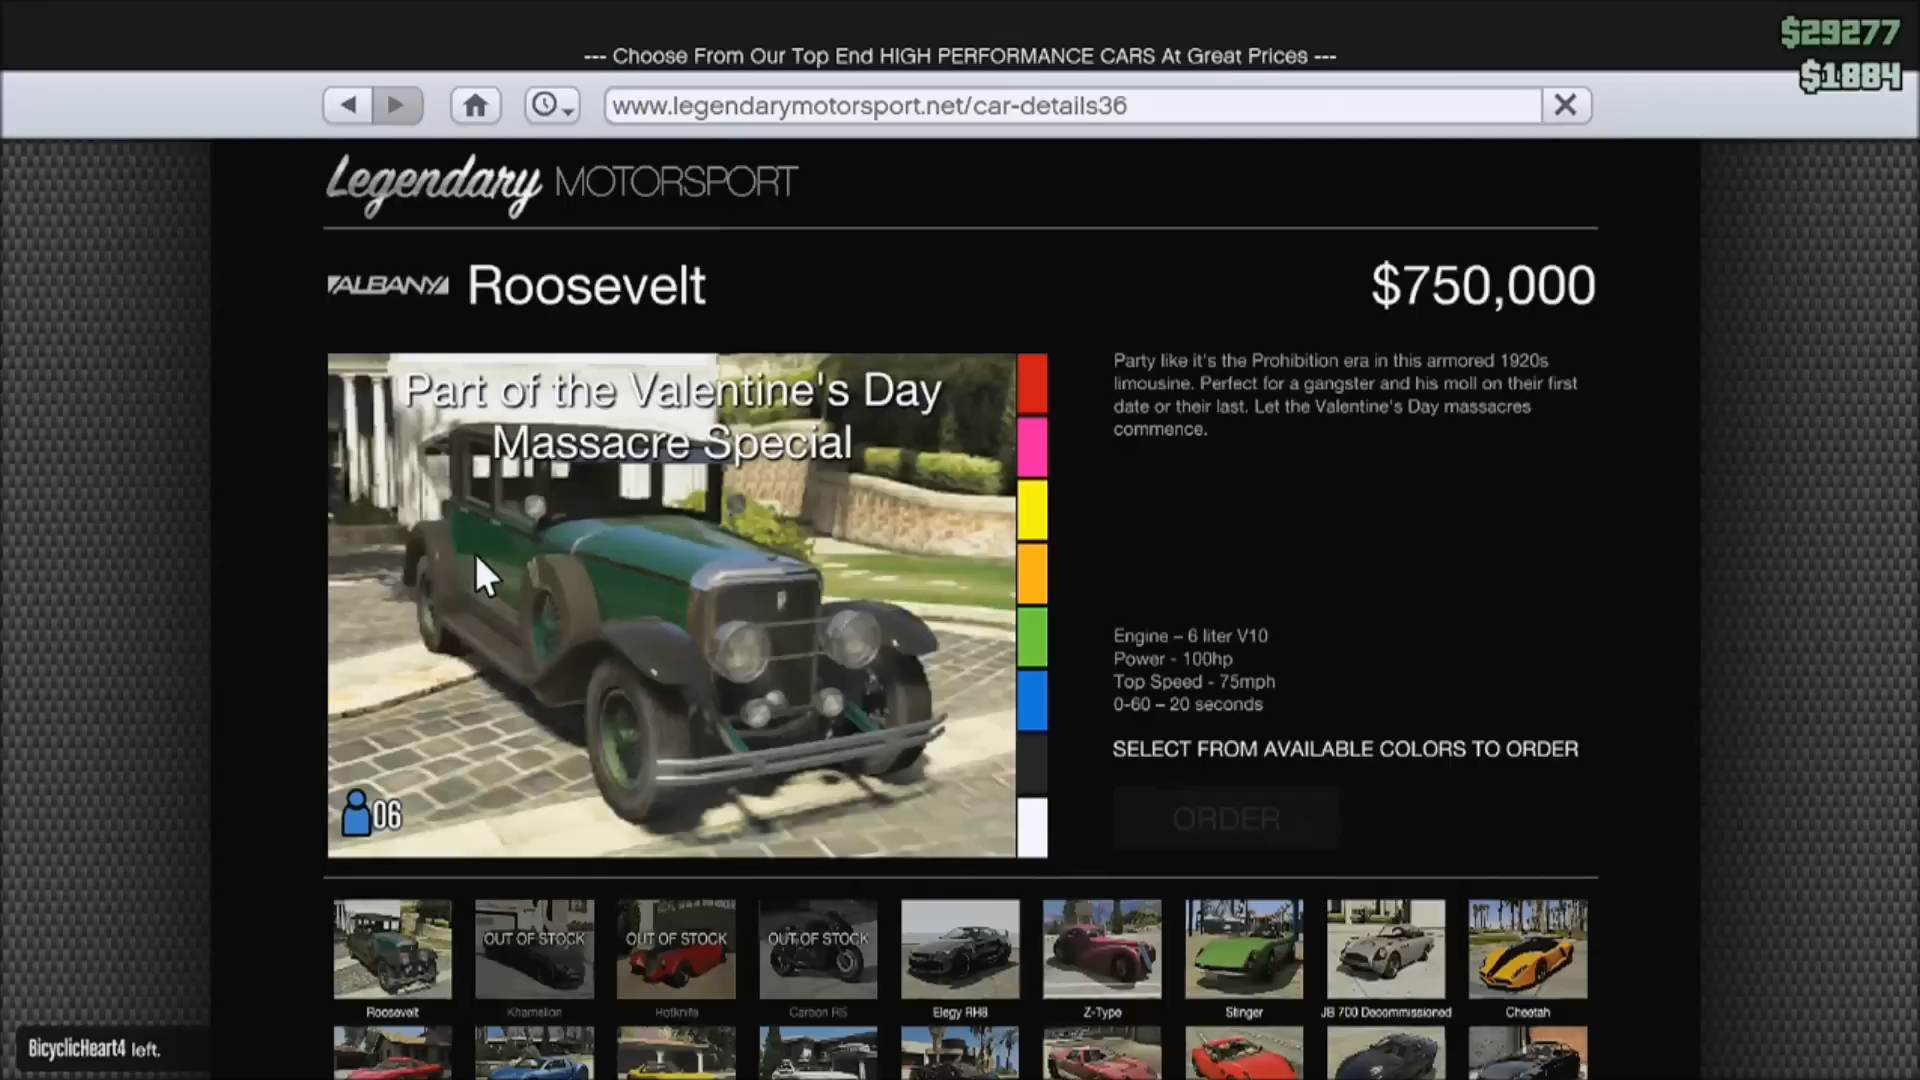 $29277
--- Choose From Our Top End HIGH PERFORMANCE CARS At Great Prices ---
$1884
www.legendarymotorsport.net/car-details36
Legendary MOTORSPORT
ALBANY Roosevelt
$750,000
Part of the Valentine's Day
Massacre Special
06
Party like it's the Prohibition era in this armored 1920s
limousine. Perfect for a gangster and his moll on their first
date or their last. Let the Valentine's Day massacres
commence.
Engine – 6 liter V10
Power - 100hp
Top Speed - 75mph
0-60 – 20 seconds
SELECT FROM AVAILABLE COLORS TO ORDER
ORDER
OUT OF STOCK
OUT OF STOCK
OUT OF STOCK
Roosevelt
Khamelion
Hotknife
Carbon RS
Elegy RH8
Z-Type
Stinger
JB 700 Decommissioned
Cheetah
BicyclicHeart4 left.